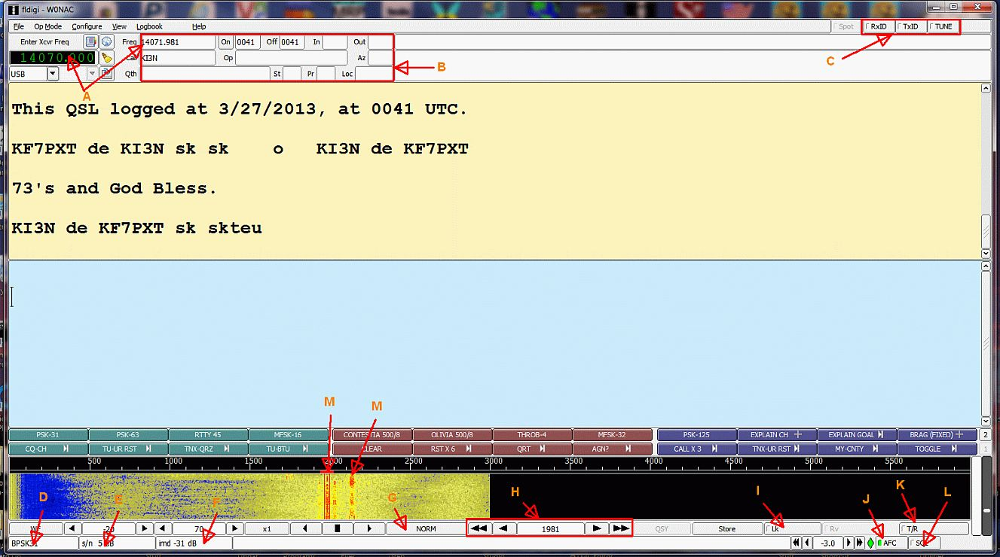 fldigi - W0NAC
File Op Mode Configure View Logbook Help Spot RxID TxID TUNE
Enter Xcvr Freq Freq 14071.981 On 0041 Off 0041 In Out
14070.000 Call KI3N Op Az
USB Qth St Pr Loc
A B C
This QSL logged at 3/27/2013, at 0041 UTC.
KF7PXT de KI3N sk sk o KI3N de KF7PXT
73's and God Bless.
KI3N de KF7PXT sk skteu
M M
PSK-31 PSK-63 RTTY 45 MFSK-16 CONTESTIA 500/8 OLIVIA 500/8 THROB-4 MFSK-32 PSK-125 EXPLAIN CH EXPLAIN GOAL BRAG (FIXED) 2
CQ-CH TU-UR RST TNX-QRZ TU-BTU CLEAR RST X 6 QRT AGN? CALL X 3 TNX-UR RST MY-CNTY TOGGLE 1
500 1000 1500 2000 2500 3000 3500 4000 4500 5000 5500
D E F G H I J K L
WF -20 70 x1 NORM 1981 QSY Store Lk Rv T/R
BPSK31 s/n 5 dB imd -31 dB -3.0 AFC SQL